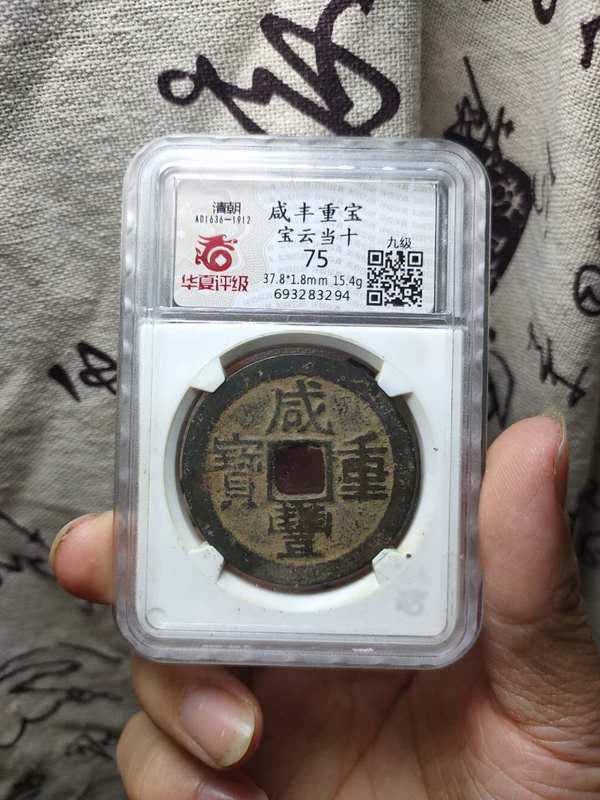 清朝
AD1636-1912
华夏评级
咸丰重宝
宝云当十
75
九级
37.8*1.8mm 15.4g
693283294
咸
豐
重
寶